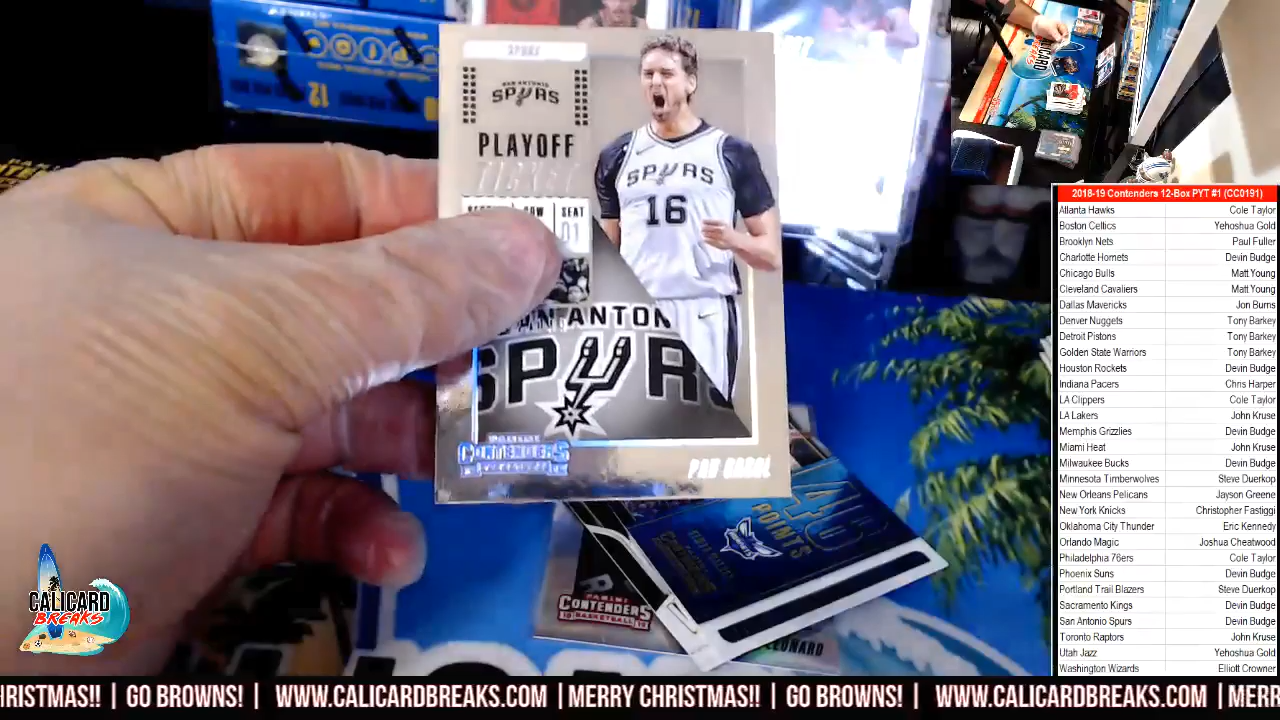 12
SPURS
SAN ANTONIO
SPURS
PLAYOFF
TICKET
SEAT
01
SPURS
16
SAN ANTON
SPURS
PANINI
CONTENDERS
PAU GASOL
46
POINTS
PANINI
CONTENDERS
BASKETBALL
LEONARD
CALICARD
BREAKS
2018-19 Contenders 12-Box PYT #1 (CC0191)
Atlanta Hawks Cole Taylor
Boston Celtics Yehoshua Gold
Brooklyn Nets Paul Fuller
Charlotte Hornets Devin Budge
Chicago Bulls Matt Young
Cleveland Cavaliers Matt Young
Dallas Mavericks Jon Burns
Denver Nuggets Tony Barkey
Detroit Pistons Tony Barkey
Golden State Warriors Tony Barkey
Houston Rockets Devin Budge
Indiana Pacers Chris Harper
LA Clippers Cole Taylor
LA Lakers John Kruse
Memphis Grizzlies Devin Budge
Miami Heat John Kruse
Milwaukee Bucks Devin Budge
Minnesota Timberwolves Steve Duerkop
New Orleans Pelicans Jayson Greene
New York Knicks Christopher Fastiggi
Oklahoma City Thunder Eric Kennedy
Orlando Magic Joshua Cheatwood
Philadelphia 76ers Cole Taylor
Phoenix Suns Devin Budge
Portland Trail Blazers Steve Duerkop
Sacramento Kings Devin Budge
San Antonio Spurs Devin Budge
Toronto Raptors John Kruse
Utah Jazz Yehoshua Gold
Washington Wizards Elliott Crowner
RISTMAS!! | GO BROWNS! | WWW.CALICARDBREAKS.COM | MERRY CHRISTMAS!! | GO BROWNS! | WWW.CALICARDBREAKS.COM | MERR